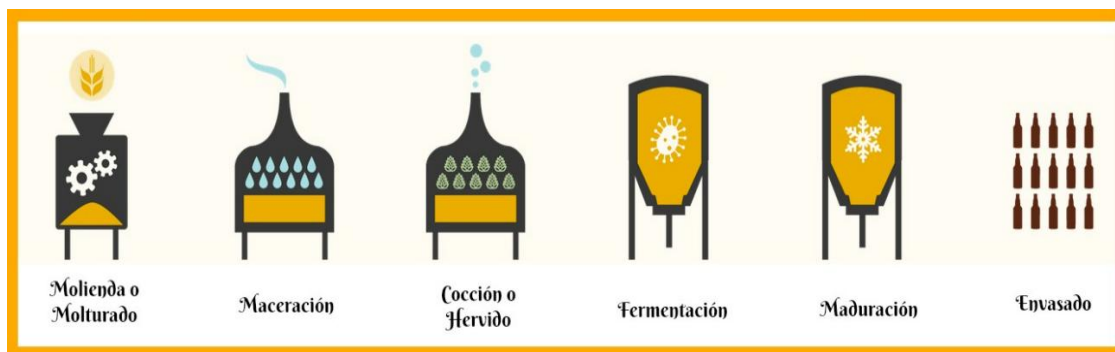 Molienda o
Molturado
Maceración
Cocción o
Hervido
Fermentación
Maduración
Envasado